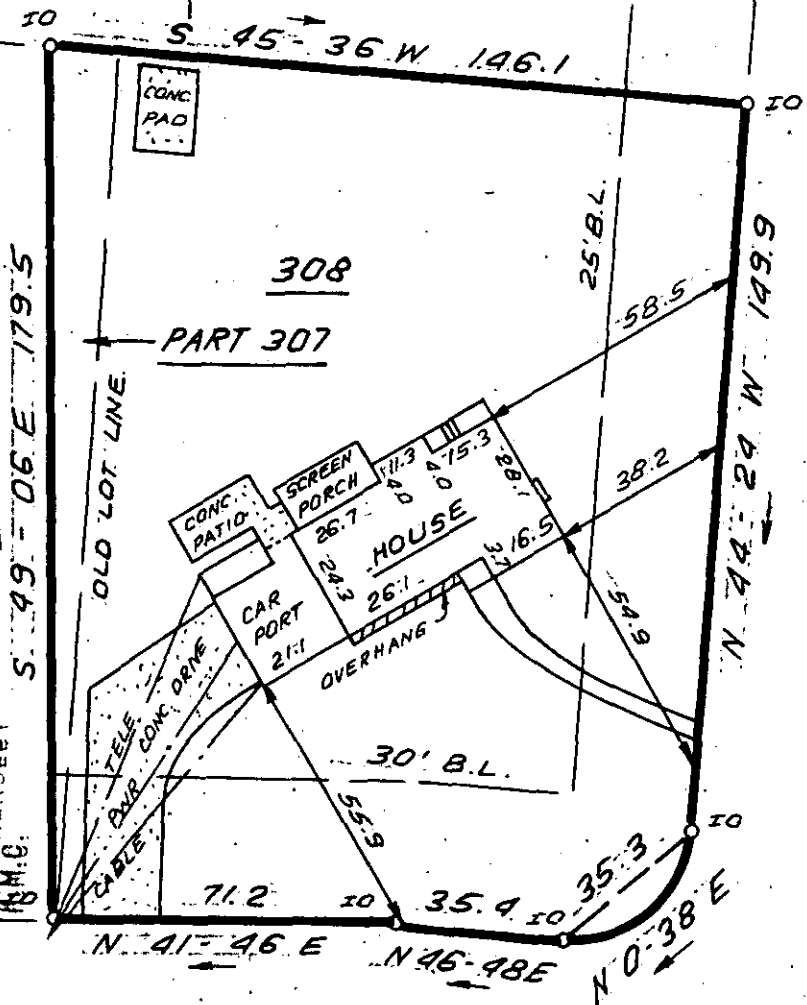 IO
S 45-36 W 146.1
IO
CONC.
PAD
25' B.L.
308
PART 307
OLD LOT LINE
S 49-06 E 179.5
N 44-24 W 149.9
58.5
38.2
54.9
SCREEN
PORCH
CONC.
PATIO
11.3
4.0
4.0
15.3
28.1
26.7
HOUSE
24.3
26.1
3.7
16.5
CAR
PORT
21.1
OVERHANG
TELE
PWR
CABLE
CONC DRIVE
30' B.L.
55.9
IO
35.3
71.2
IO
35.4
IO
N 41-46 E
N 46-48 E
N 0-38 E